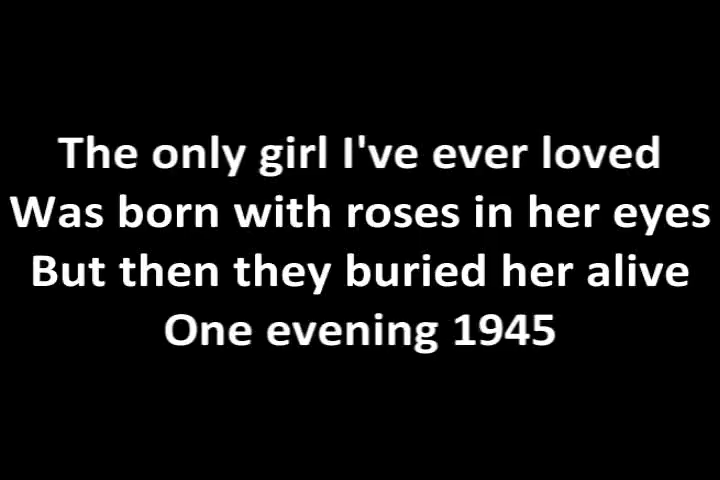 The only girl I've ever loved
Was born with roses in her eyes
But then they buried her alive
One evening 1945